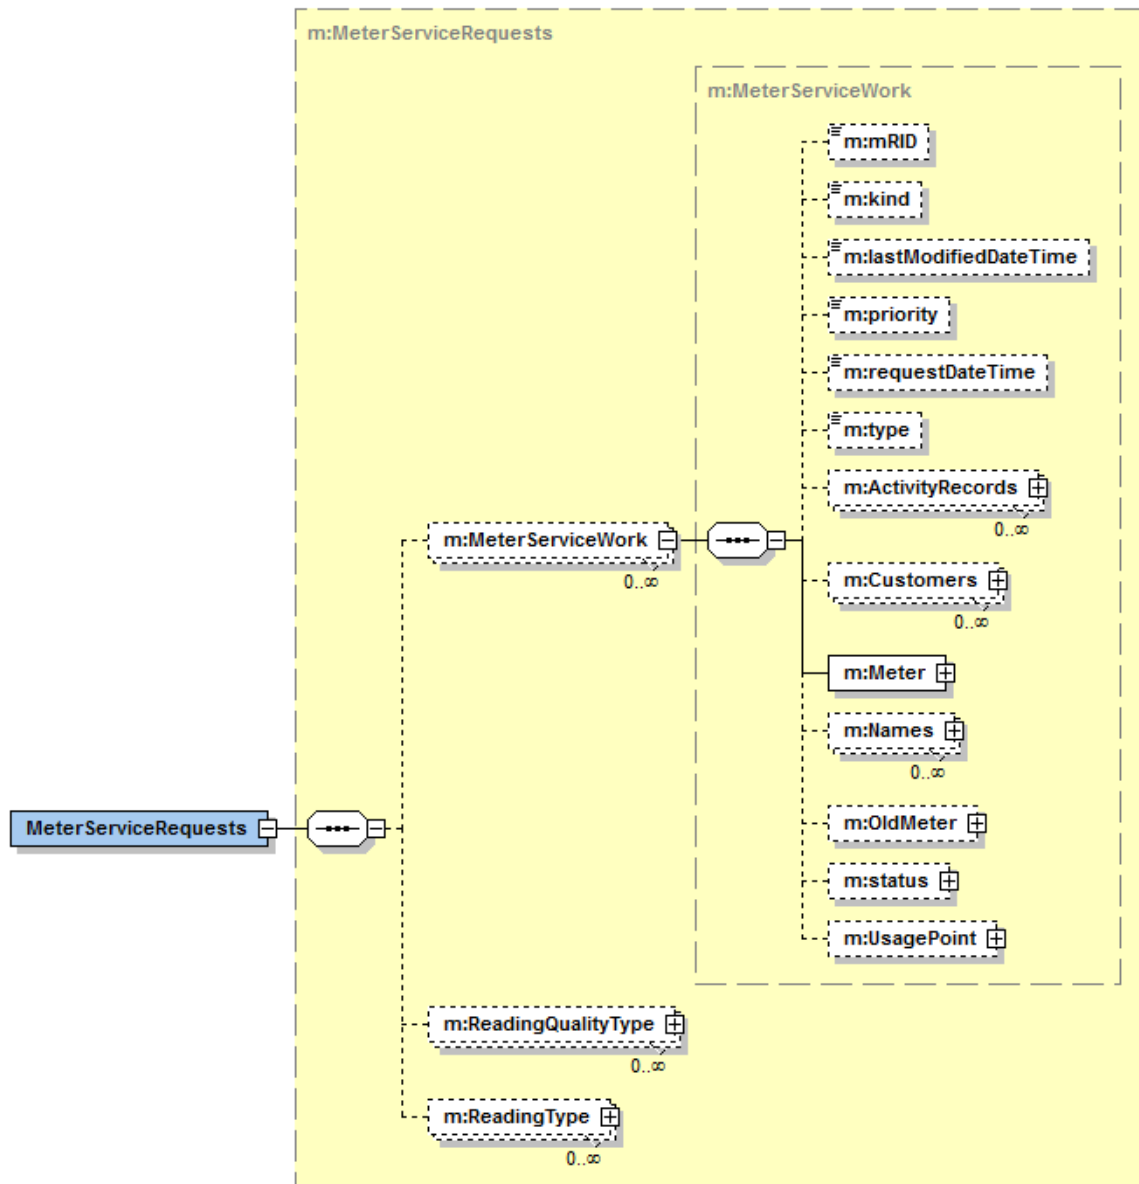 m:MeterServiceRequests
m:MeterServiceWork
m:mRID
m:kind
m:lastModifiedDateTime
m:priority
m:requestDateTime
m:type
m:ActivityRecords
0..∞
m:MeterServiceWork
0..∞
m:Customers
0..∞
m:Meter
m:Names
0..∞
m:OldMeter
MeterServiceRequests
m:status
m:UsagePoint
m:ReadingQualityType
0..∞
m:ReadingType
0..∞